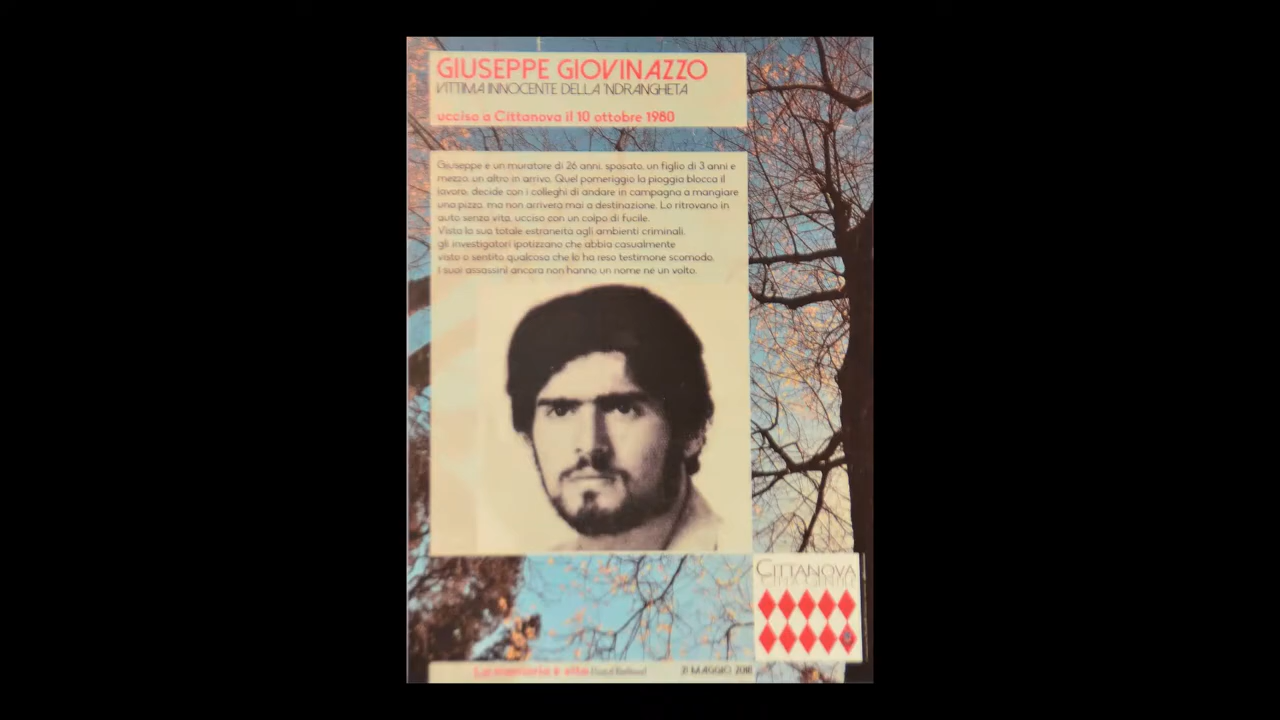 GIUSEPPE GIOVINAZZO
VITTIMA INNOCENTE DELLA 'NDRANGHETA
ucciso a Cittanova il 10 ottobre 1980
Giuseppe è un muratore di 26 anni, sposato, un figlio di 3 anni e
mezzo, un altro in arrivo. Quel pomeriggio la pioggia blocca il
lavoro, decide con i colleghi di andare in campagna a mangiare
una pizza, ma non arriverà mai a destinazione. Lo ritrovano in
auto senza vita, ucciso con un colpo di fucile.
Vista la sua totale estraneità agli ambienti criminali,
gli investigatori ipotizzano che abbia casualmente
visto o sentito qualcosa che lo ha reso testimone scomodo.
I suoi assassini ancora non hanno un nome né un volto.
CITTANOVA
La memoria è vita
21 MAGGIO 2018